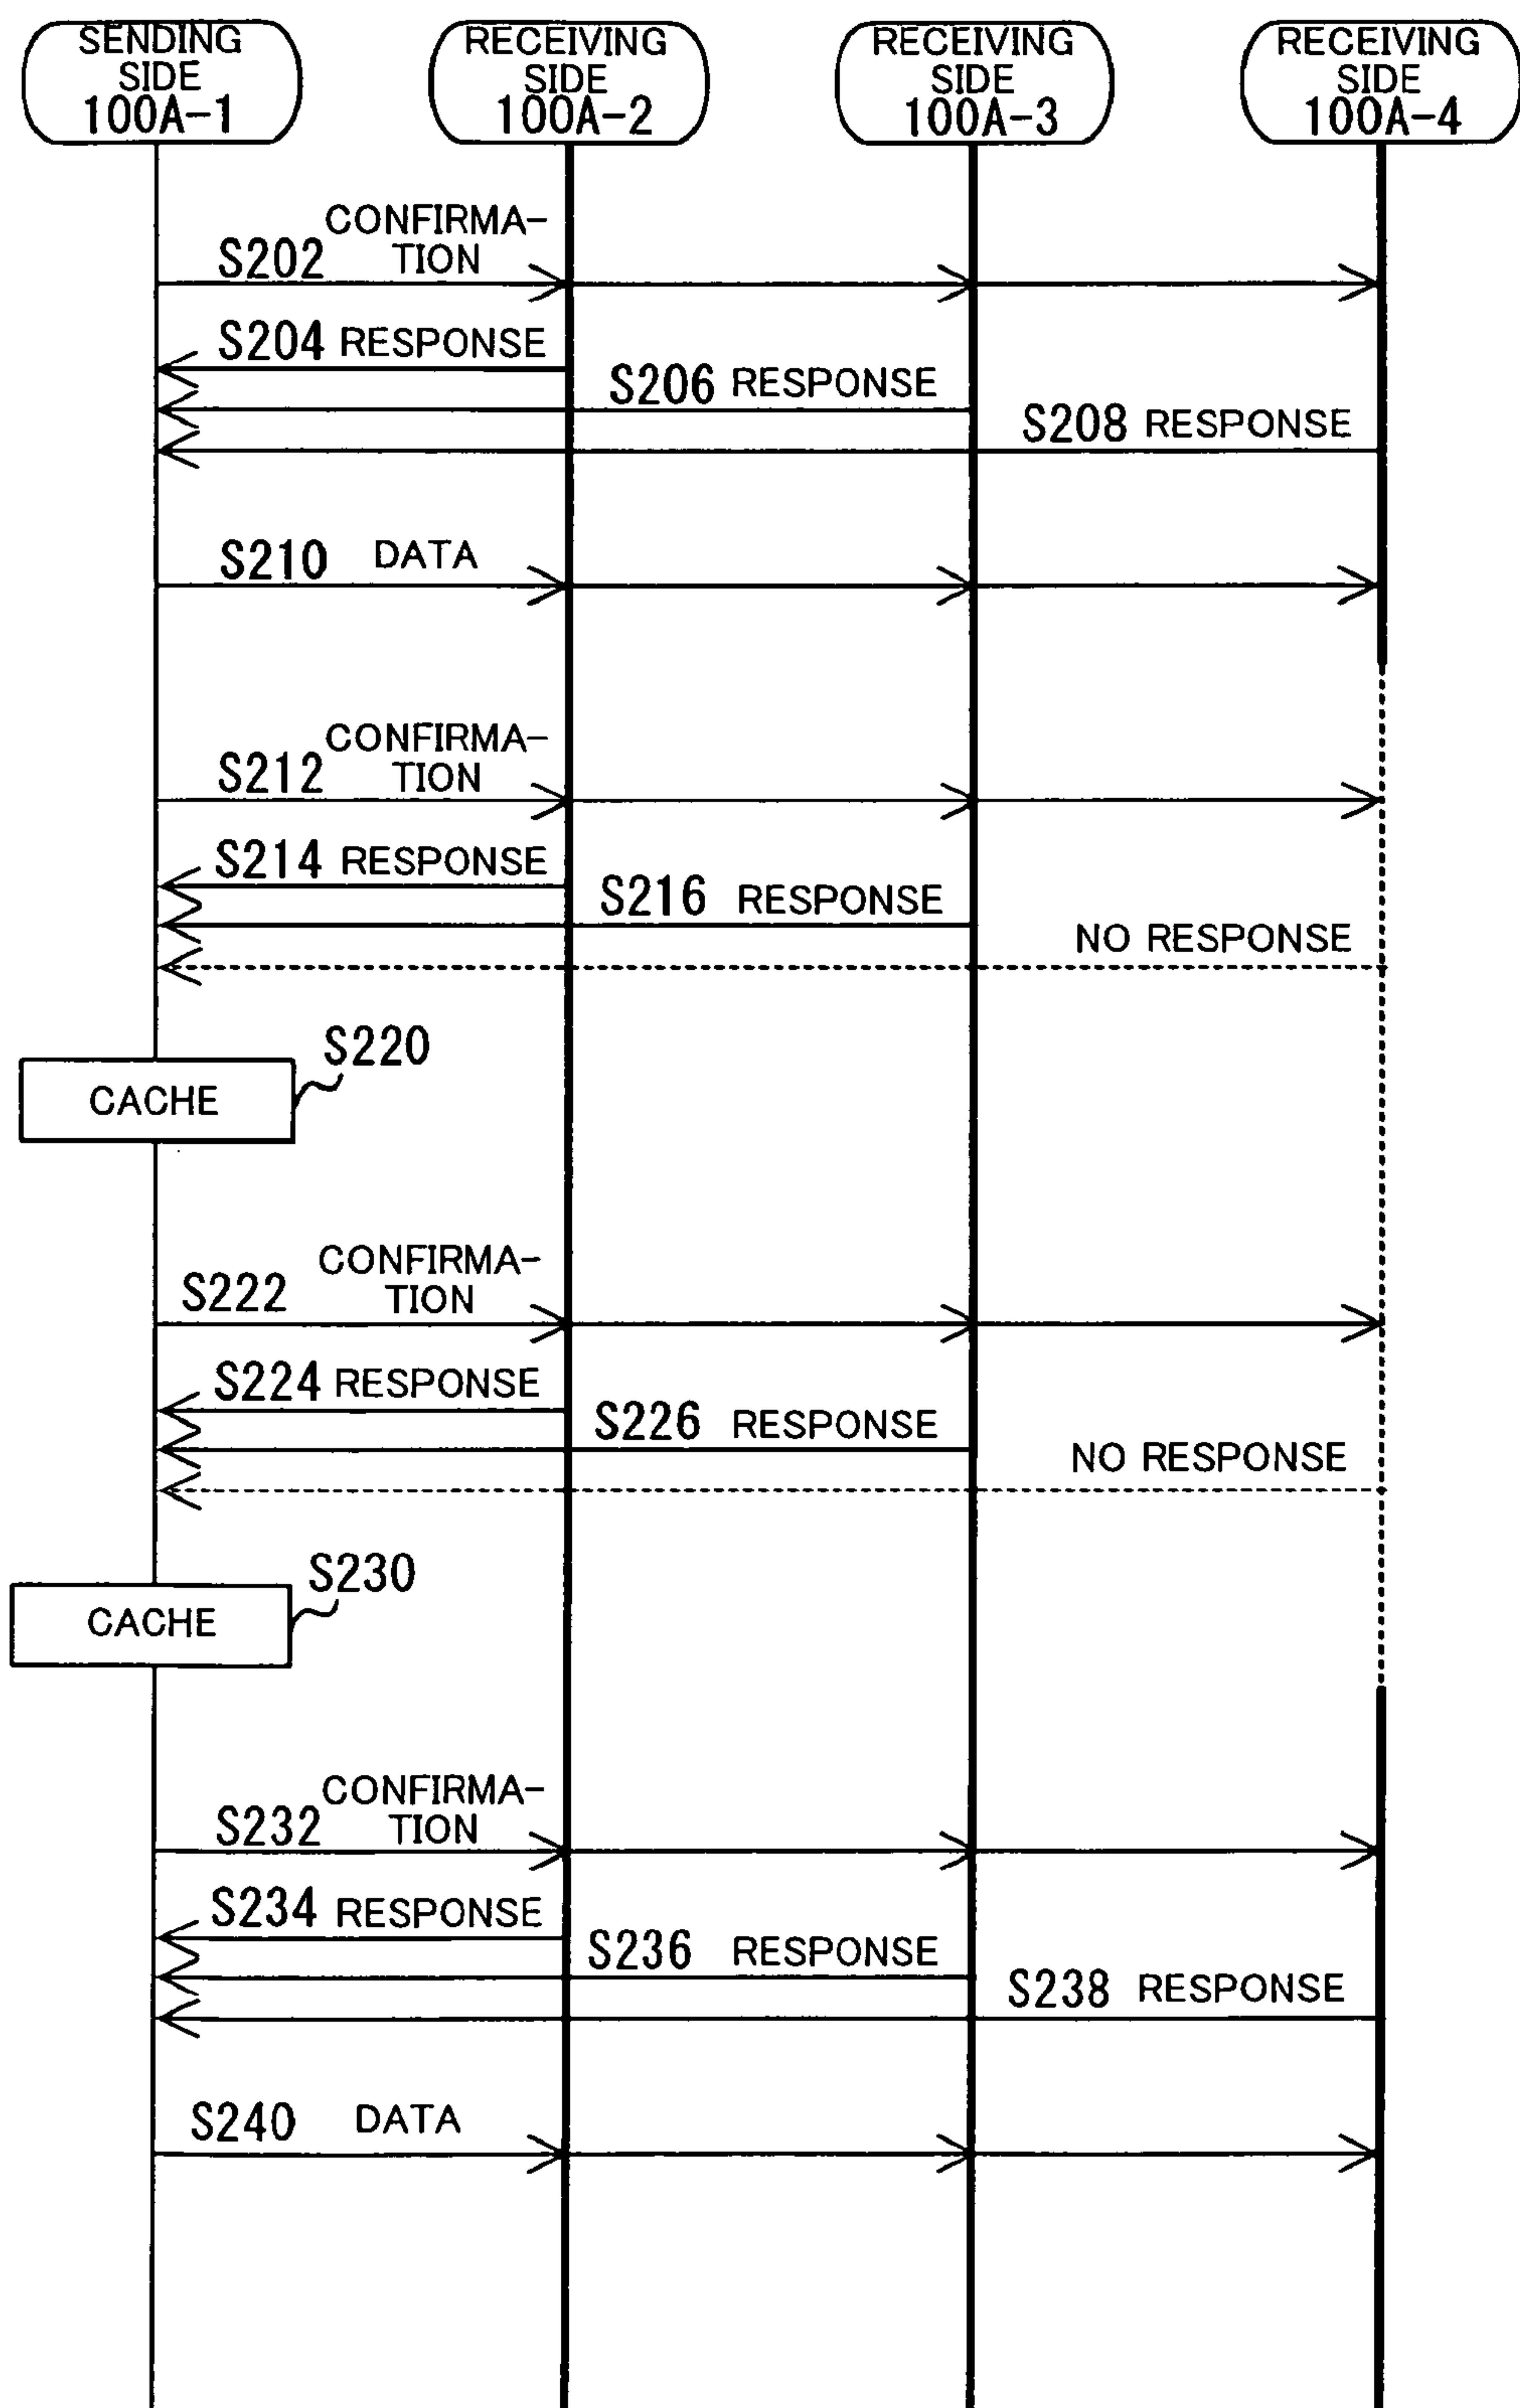 SENDING
SIDE
100A-1
RECEIVING
SIDE
100A-2
RECEIVING
SIDE
100A-3
RECEIVING
SIDE
100A-4
CONFIRMA-
S202 TION
S204 RESPONSE
S206 RESPONSE
S208 RESPONSE
S210 DATA
CONFIRMA-
S212 TION
S214 RESPONSE
S216 RESPONSE
NO RESPONSE
S220
CACHE
CONFIRMA-
S222 TION
S224 RESPONSE
S226 RESPONSE
NO RESPONSE
S230
CACHE
CONFIRMA-
S232 TION
S234 RESPONSE
S236 RESPONSE
S238 RESPONSE
S240 DATA